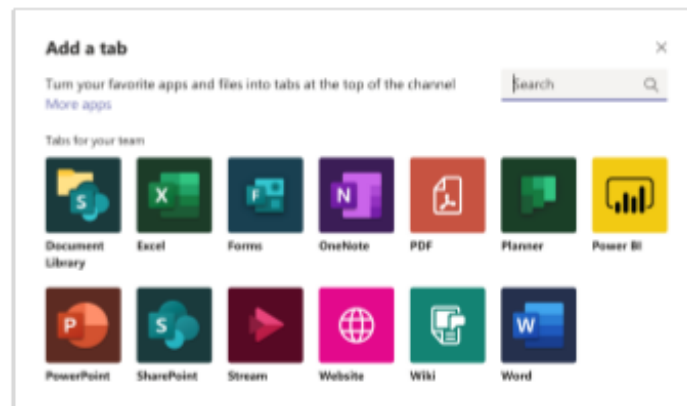 Add a tab
Turn your favorite apps and files into tabs at the top of the channel
Search
More apps
Tabs for your team
S
X
F
N
Document Library
Excel
Forms
OneNote
PDF
Planner
Power BI
P
S
W
PowerPoint
SharePoint
Stream
Website
Wiki
Word